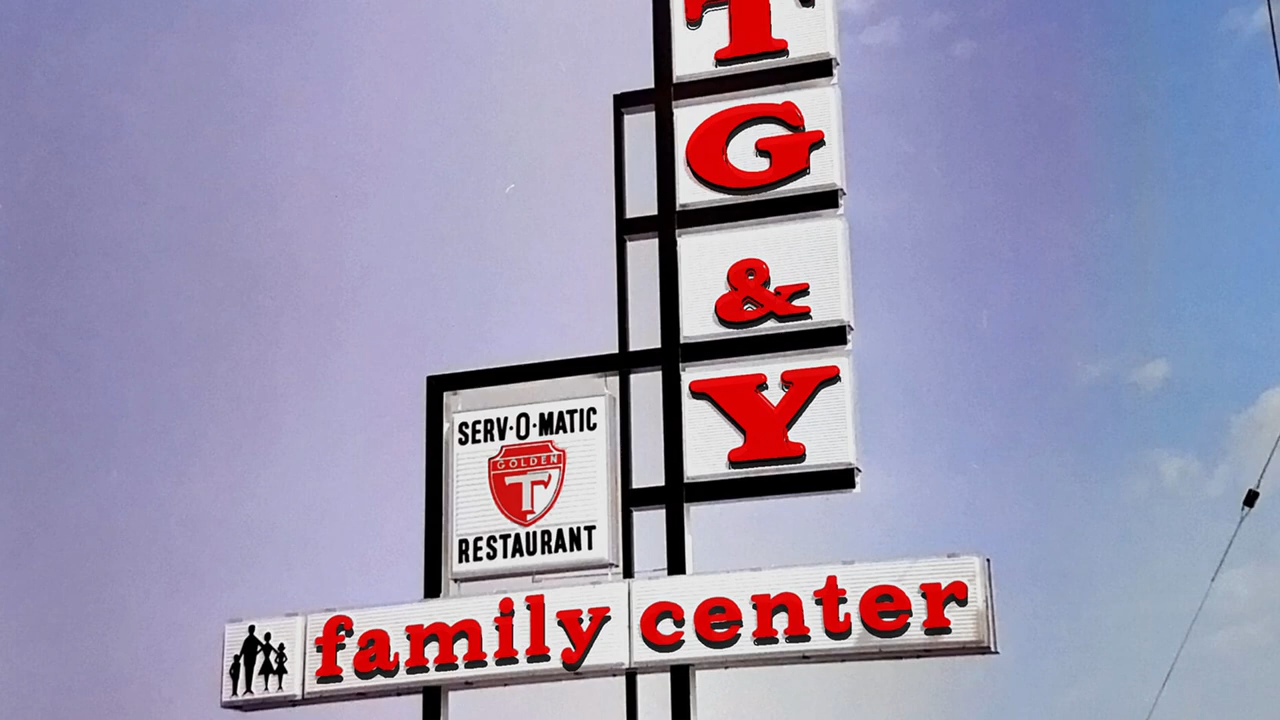 T
G
&
Y
SERV·O·MATIC
GOLDEN
T
RESTAURANT
family center